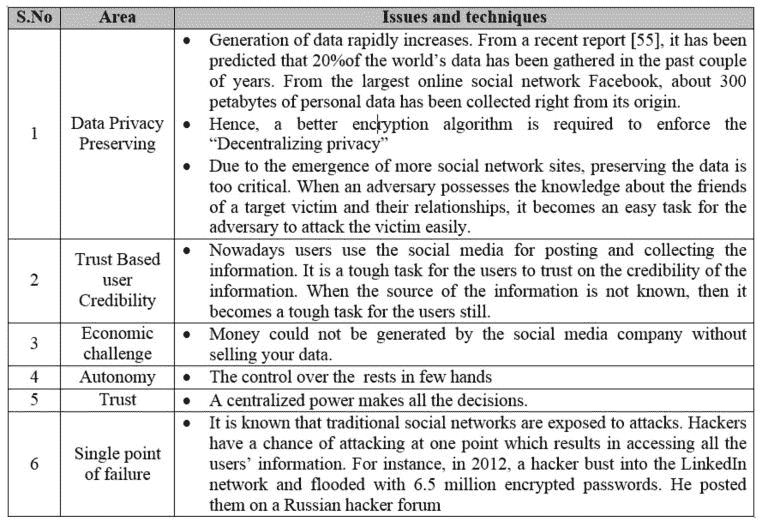 S.No Area Issues and techniques
1
Data Privacy
Preserving
• Generation of data rapidly increases. From a recent report [55], it has been
predicted that 20%of the world's data has been gathered in the past couple
of years. From the largest online social network Facebook, about 300
petabytes of personal data has been collected right from its origin.
• Hence, a better encryption algorithm is required to enforce the
“Decentralizing privacy”
• Due to the emergence of more social network sites, preserving the data is
too critical. When an adversary possesses the knowledge about the friends
of a target victim and their relationships, it becomes an easy task for the
adversary to attack the victim easily.
2
Trust Based
user
Credibility
• Nowadays users use the social media for posting and collecting the
information. It is a tough task for the users to trust on the credibility of the
information. When the source of the information is not known, then it
becomes a tough task for the users still.
3
Economic
challenge
• Money could not be generated by the social media company without
selling your data.
4 Autonomy • The control over the rests in few hands
5 Trust • A centralized power makes all the decisions.
6
Single point
of failure
• It is known that traditional social networks are exposed to attacks. Hackers
have a chance of attacking at one point which results in accessing all the
users' information. For instance, in 2012, a hacker bust into the LinkedIn
network and flooded with 6.5 million encrypted passwords. He posted
them on a Russian hacker forum